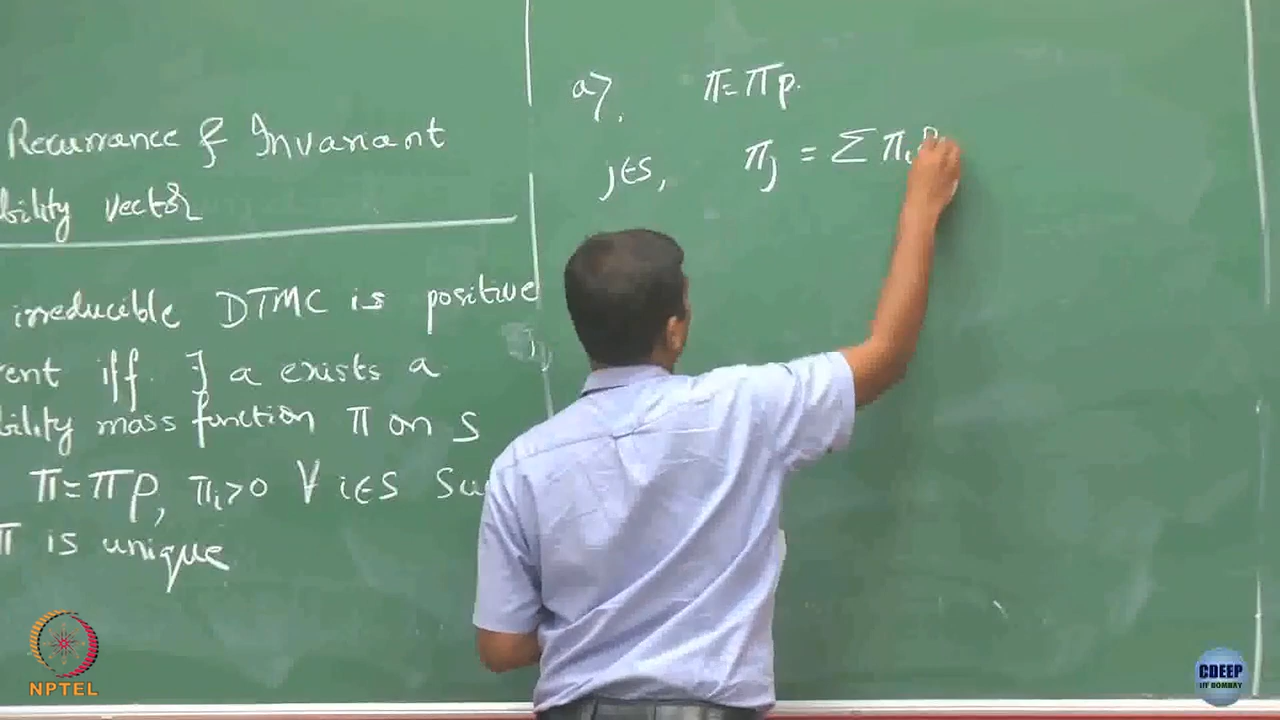 Recurrance & Invariant
bility vector
irreducible DTMC is positive
rent iff ∃ a exists a
bility mass function π on S
π=πp, πi>0 ∀ i∈S Su
π is unique
a>.
π=πp.
j∈S, πj = Σ πi P
NPTEL
CDEEP
IIT BOMBAY